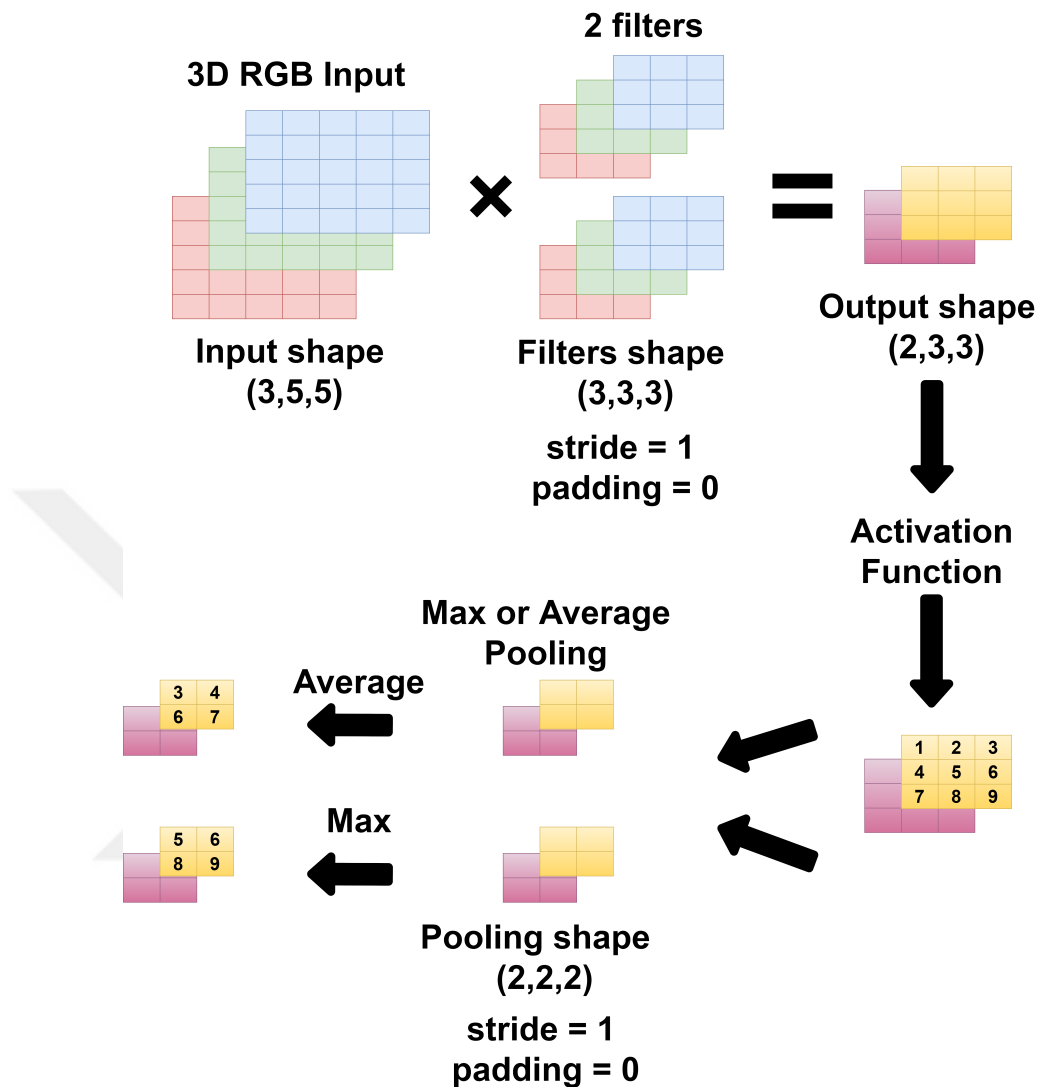 2 filters
3D RGB Input
×
=
Input shape
(3,5,5)
Filters shape
(3,3,3)
stride = 1
padding = 0
Output shape
(2,3,3)
Activation
Function
1 2 3
4 5 6
7 8 9
Max or Average
Pooling
Average
3 4
6 7
Max
5 6
8 9
Pooling shape
(2,2,2)
stride = 1
padding = 0